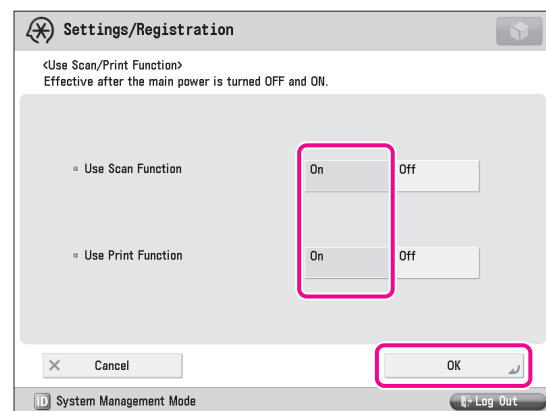 Settings/Registration
<Use Scan/Print Function>
Effective after the main power is turned OFF and ON.
Use Scan Function On Off
Use Print Function On Off
Cancel OK
ID System Management Mode Log Out